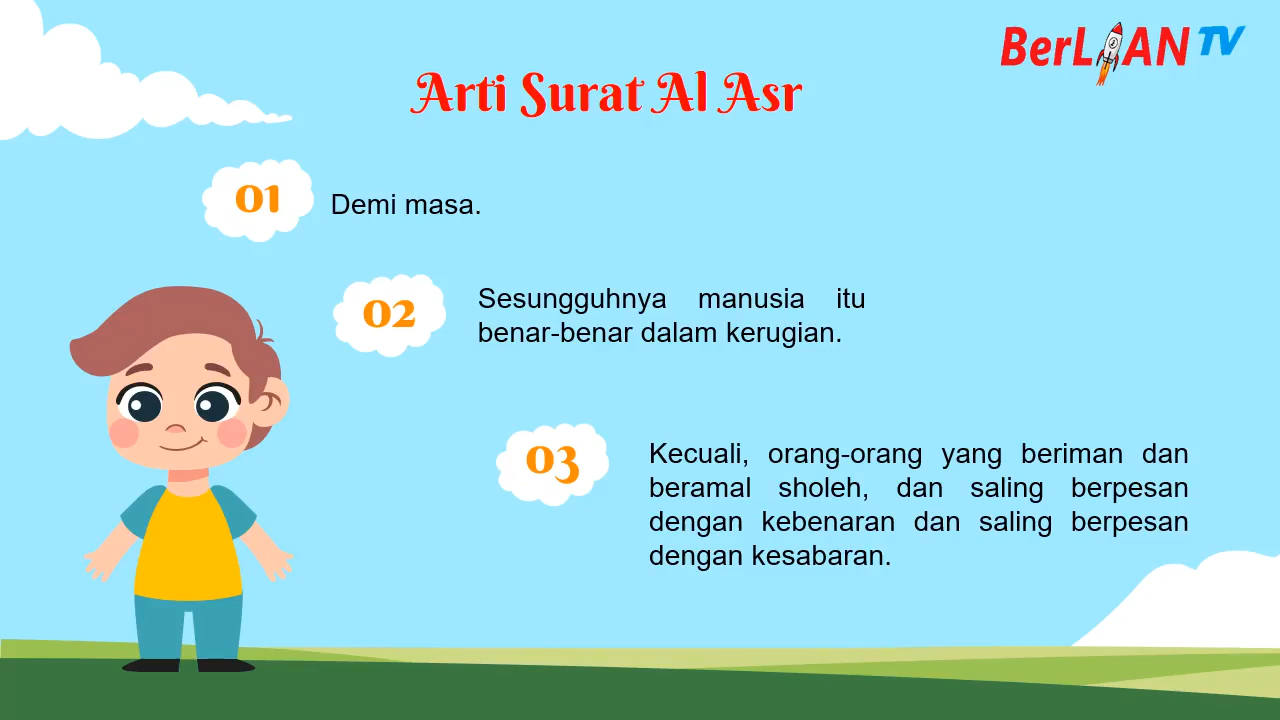 BerLIAN TV
Arti Surat Al Asr
01
Demi masa.
02
Sesungguhnya manusia itu
benar-benar dalam kerugian.
03
Kecuali, orang-orang yang beriman dan
beramal sholeh, dan saling berpesan
dengan kebenaran dan saling berpesan
dengan kesabaran.